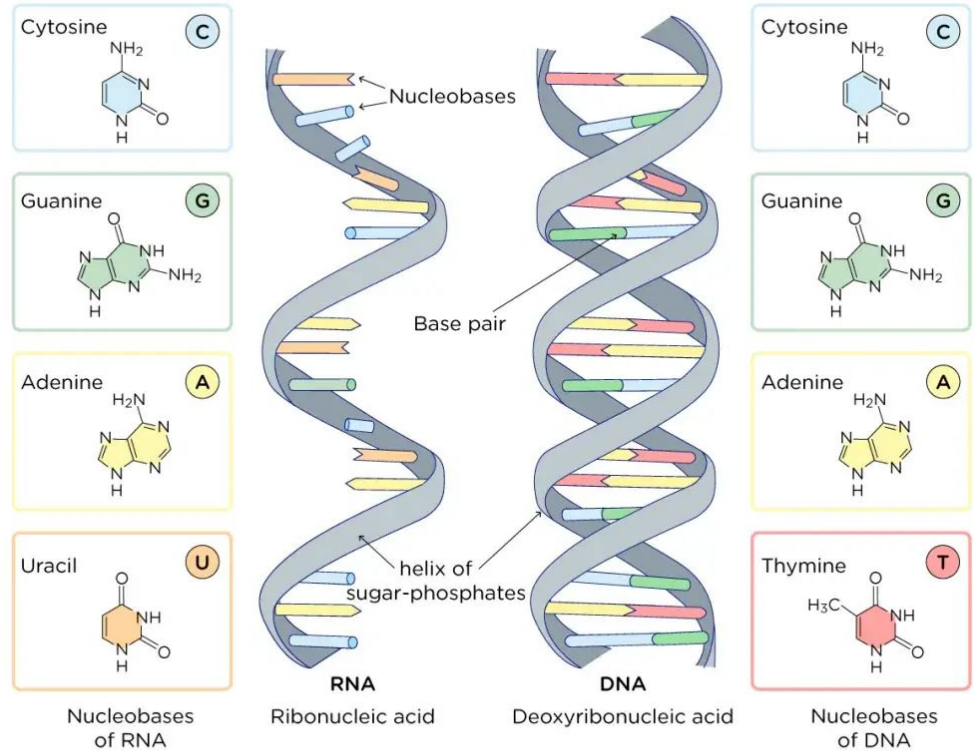 Cytosine
C
NH₂
N
N
H
O
Guanine
G
O
N
NH
N
H
N
NH₂
Adenine
A
H₂N
N
N
N
H
N
Uracil
U
O
NH
N
H
O
Nucleobases
of RNA
Nucleobases
Base pair
helix of
sugar-phosphates
RNA
Ribonucleic acid
DNA
Deoxyribonucleic acid
Cytosine
C
NH₂
N
N
H
O
Guanine
G
O
N
NH
N
H
N
NH₂
Adenine
A
H₂N
N
N
N
H
N
Thymine
T
O
H₃C
NH
N
H
O
Nucleobases
of DNA